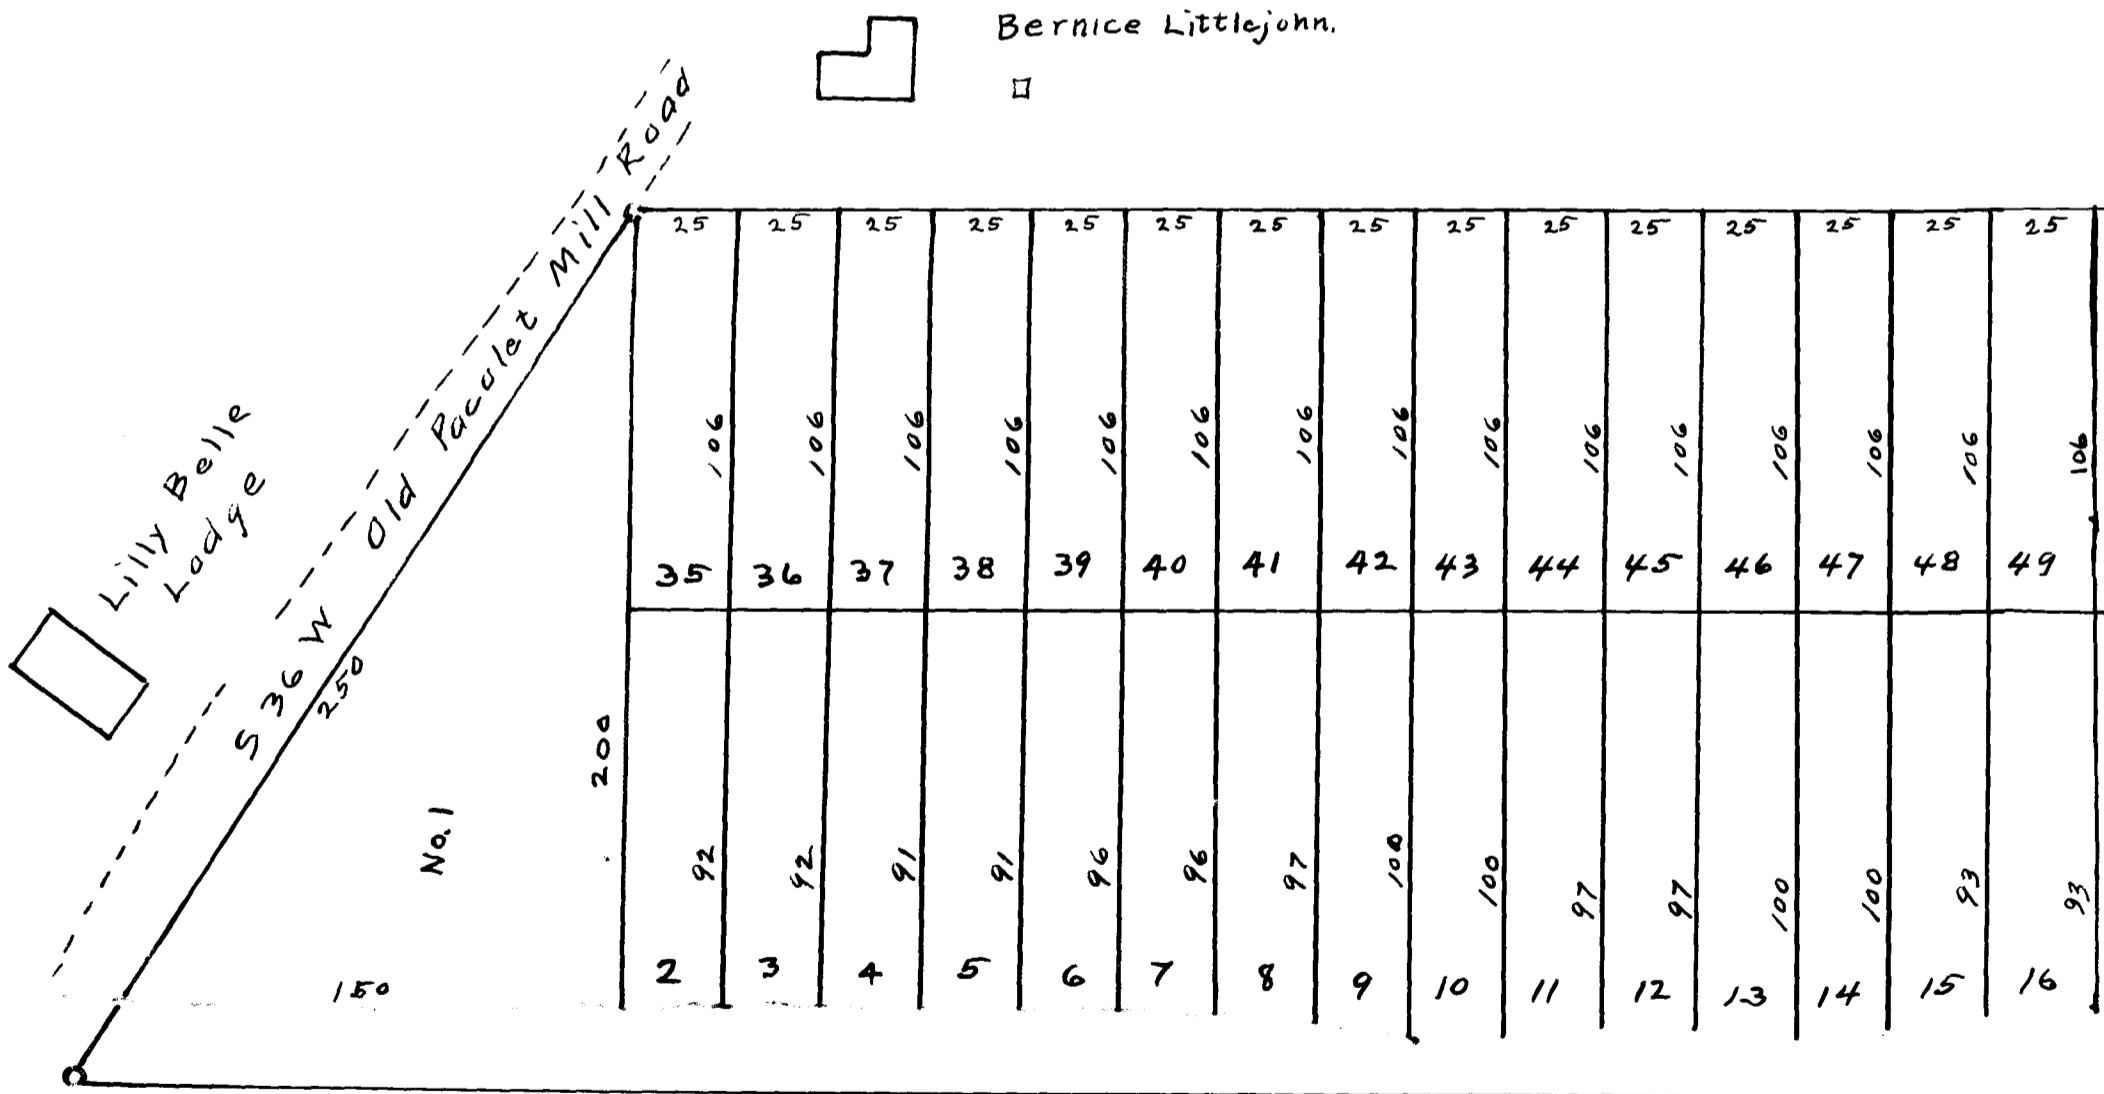 Bernice Littlejohn.
Old Pacolet Mill Road
S 36 W
250
Lilly Belle
Lodge
25 25 25 25 25 25 25 25 25 25 25 25 25 25 25
106 106 106 106 106 106 106 106 106 106 106 106 106 106 106
35 36 37 38 39 40 41 42 43 44 45 46 47 48 49
200
No. 1
92 92 91 91 96 96 97 100 100 97 97 100 100 93 93
2 3 4 5 6 7 8 9 10 11 12 13 14 15 16
150